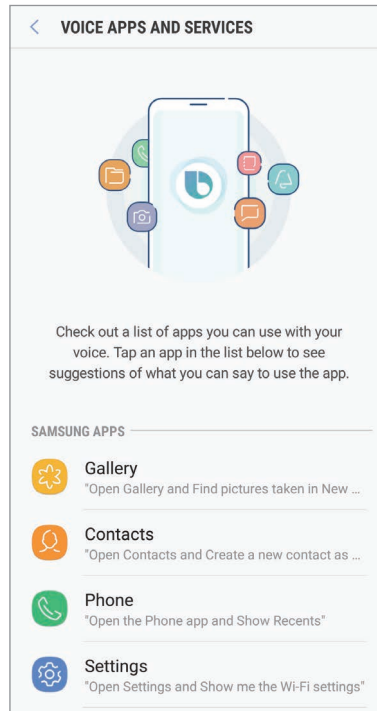 VOICE APPS AND SERVICES
Check out a list of apps you can use with your
voice. Tap an app in the list below to see
suggestions of what you can say to use the app.
SAMSUNG APPS
Gallery
"Open Gallery and Find pictures taken in New ...
Contacts
"Open Contacts and Create a new contact as ...
Phone
"Open the Phone app and Show Recents"
Settings
"Open Settings and Show me the Wi-Fi settings"